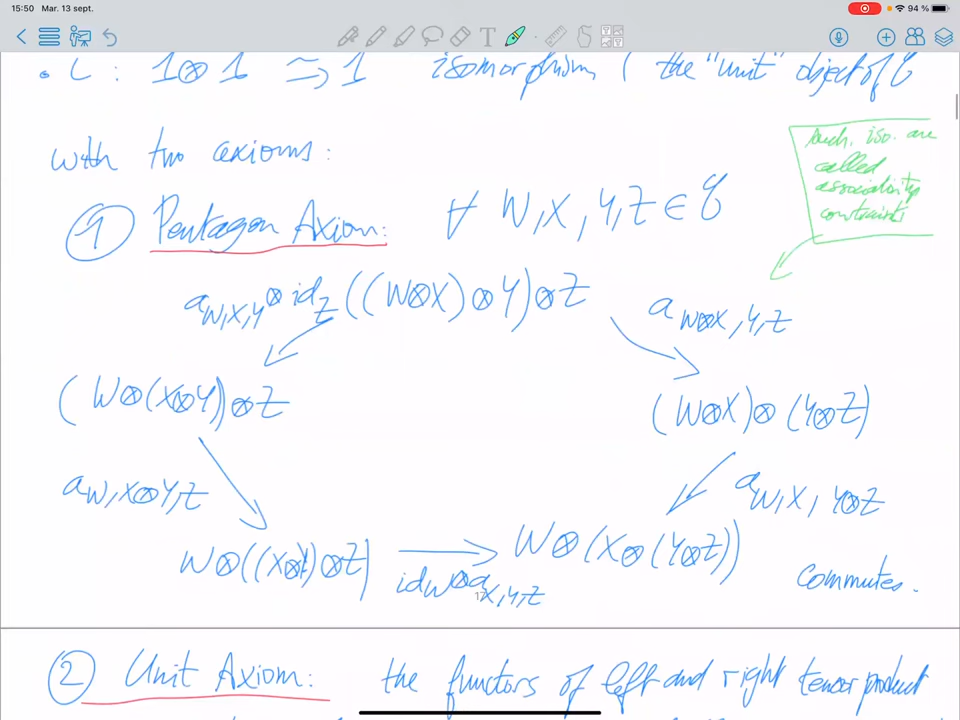 15:50 Mar. 13 sept.
94 %
• ι : 1⊗1 ⥲ 1 isomorphism (the "unit" object of C
with two axioms:
such iso. are
called
associativity
constraints
① Pentagon Axiom: ∀ W, X, Y, Z ∈ C
a_{W,X,Y} ⊗ id_Z ((W⊗X)⊗Y)⊗Z a_{W⊗X,Y,Z}
(W⊗(X⊗Y))⊗Z (W⊗X)⊗(Y⊗Z)
a_{W,X⊗Y,Z} a_{W,X,Y⊗Z}
W⊗((X⊗Y)⊗Z) W⊗(X⊗(Y⊗Z))
id_W⊗a_{X,Y,Z} commutes.
② Unit Axiom: the functors of left and right tensor product